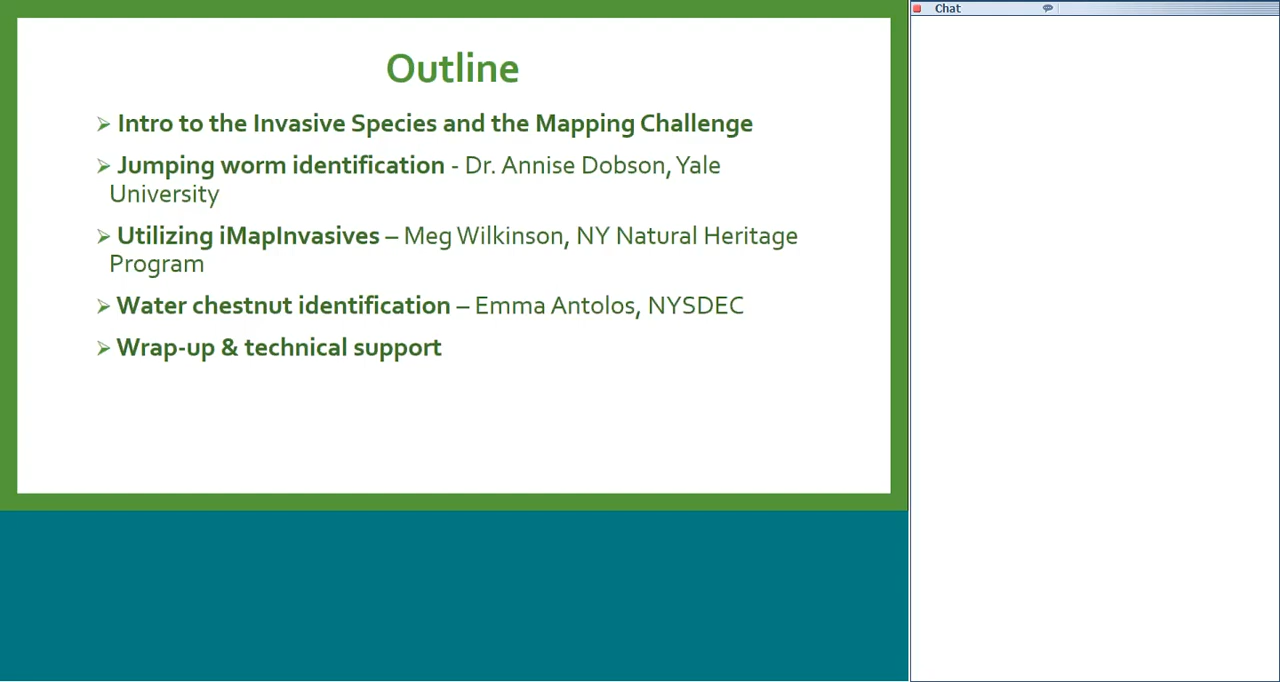 Outline
➢ Intro to the Invasive Species and the Mapping Challenge
➢ Jumping worm identification - Dr. Annise Dobson, Yale
University
➢ Utilizing iMapInvasives – Meg Wilkinson, NY Natural Heritage
Program
➢ Water chestnut identification – Emma Antolos, NYSDEC
➢ Wrap-up & technical support
Chat